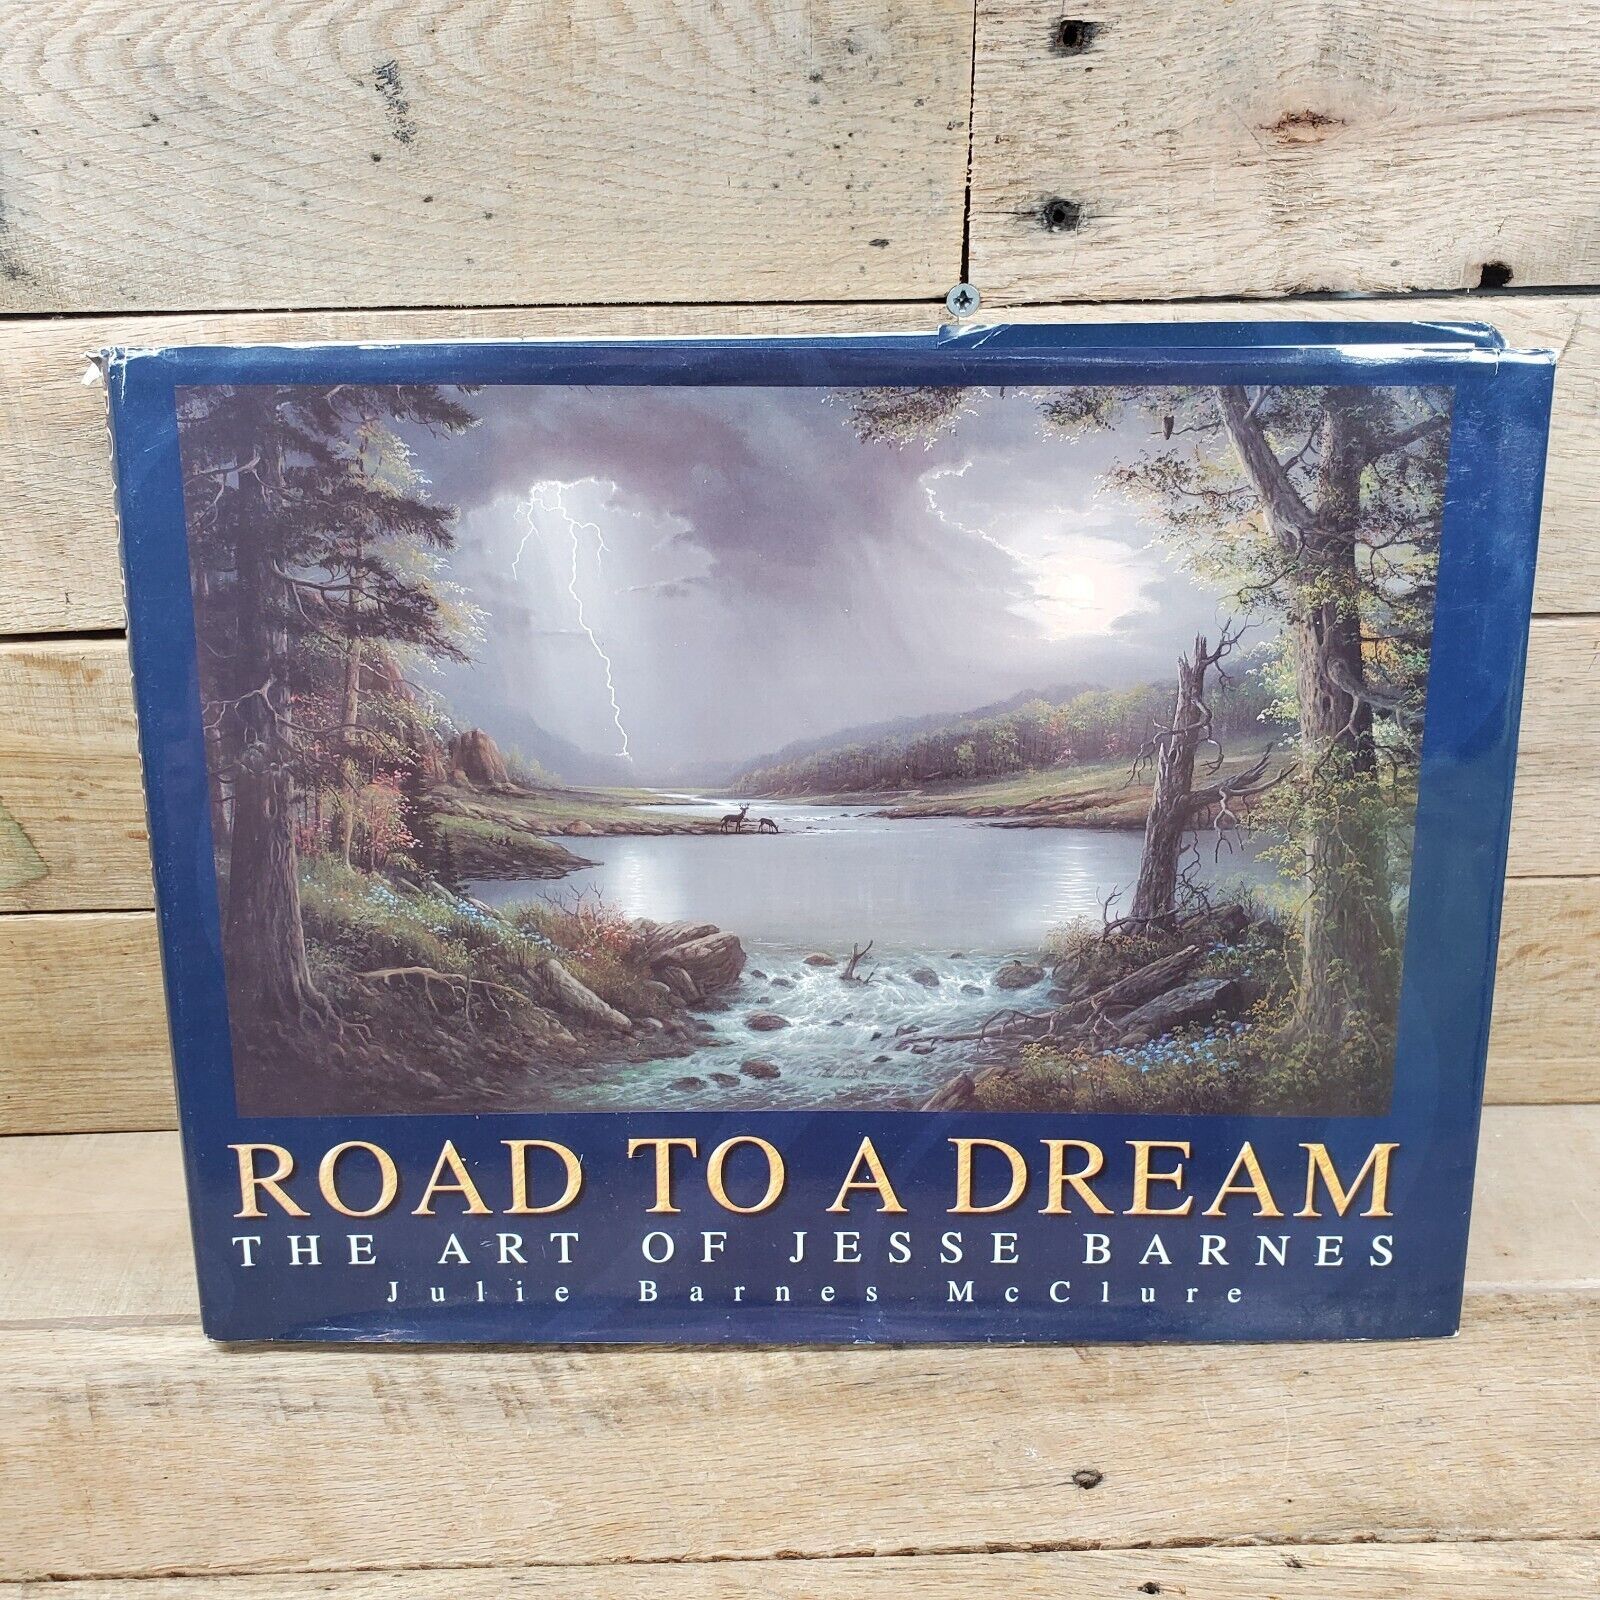 ROAD TO A DREAM
THE ART OF JESSE BARNES
Julie Barnes McClure